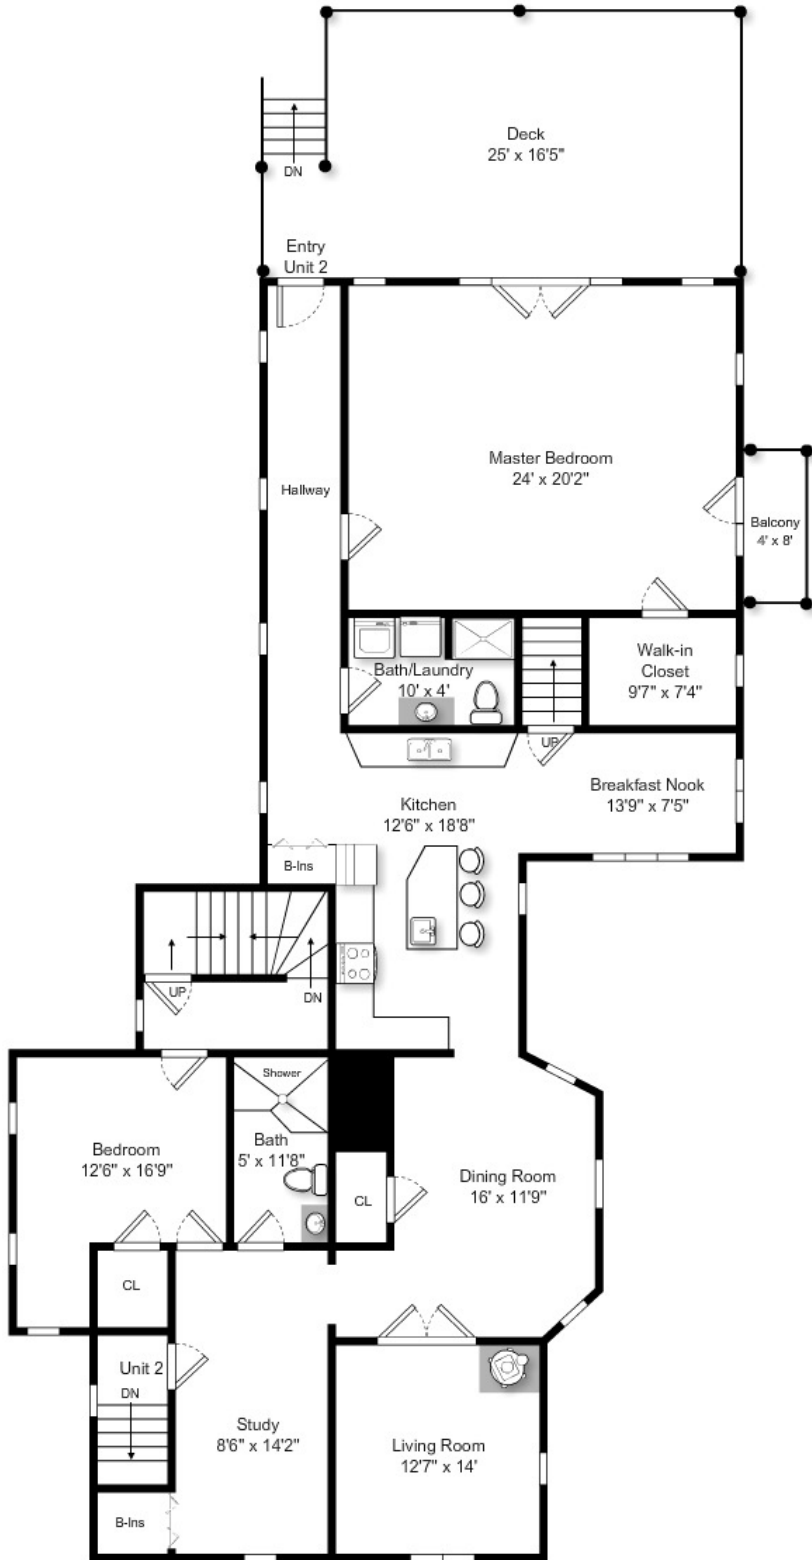 Deck
25' x 16'5"
DN
Entry
Unit 2
Hallway
Master Bedroom
24' x 20'2"
Balcony
4' x 8'
Walk-in
Closet
9'7" x 7'4"
Bath/Laundry
10' x 4'
UP
Breakfast Nook
13'9" x 7'5"
Kitchen
12'6" x 18'8"
B-Ins
UP
DN
Shower
Bath
5' x 11'8"
Bedroom
12'6" x 16'9"
CL
Dining Room
16' x 11'9"
CL
Unit 2
DN
Study
8'6" x 14'2"
Living Room
12'7" x 14'
B-Ins